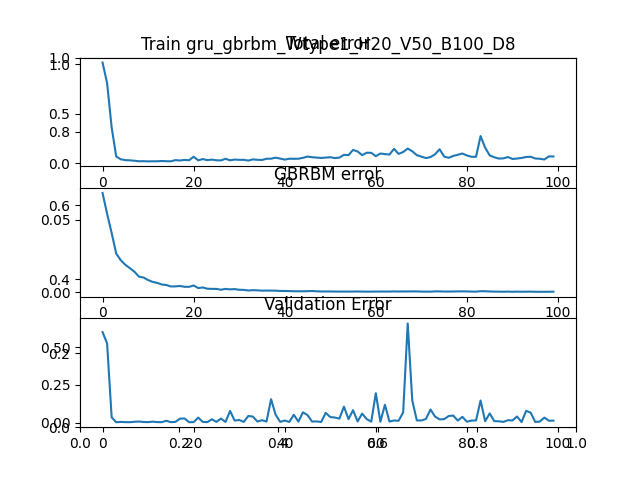 Train gru_gbrbm_Wtype1_H20_V50_B100_D8
Total error
1.0
1.0
0.5
0.8
0.0
0 20 40 60 80 100
GBRBM error
0.6
0.05
0.4
0.00
0 20 40 60 80 100
Validation Error
0.50
0.2
0.25
0.00
0.0
0 20 40 60 80 100
0.0 0.2 0.4 0.6 0.8 1.0